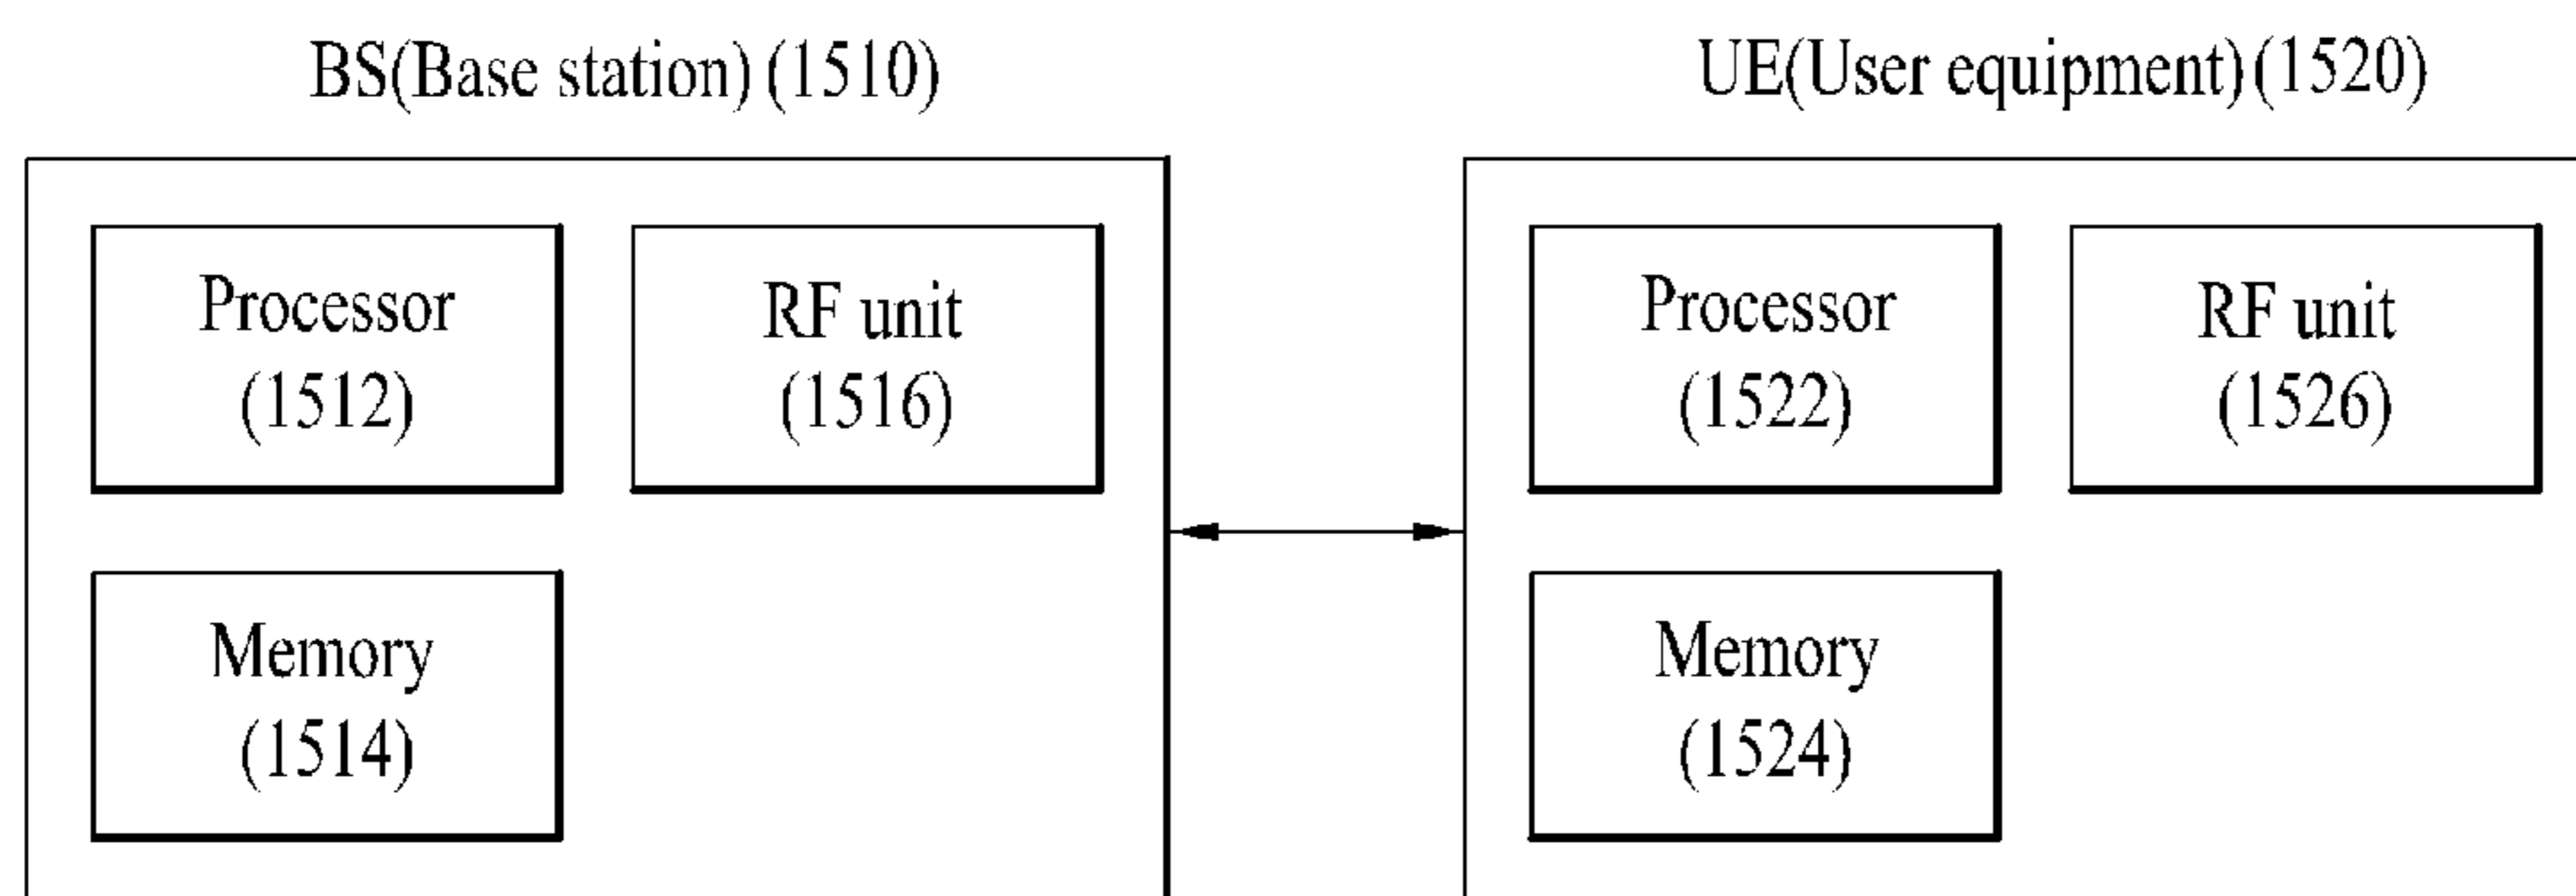 BS(Base station) (1510)
Processor
(1512)
RF unit
(1516)
Memory
(1514)
UE(User equipment) (1520)
Processor
(1522)
RF unit
(1526)
Memory
(1524)